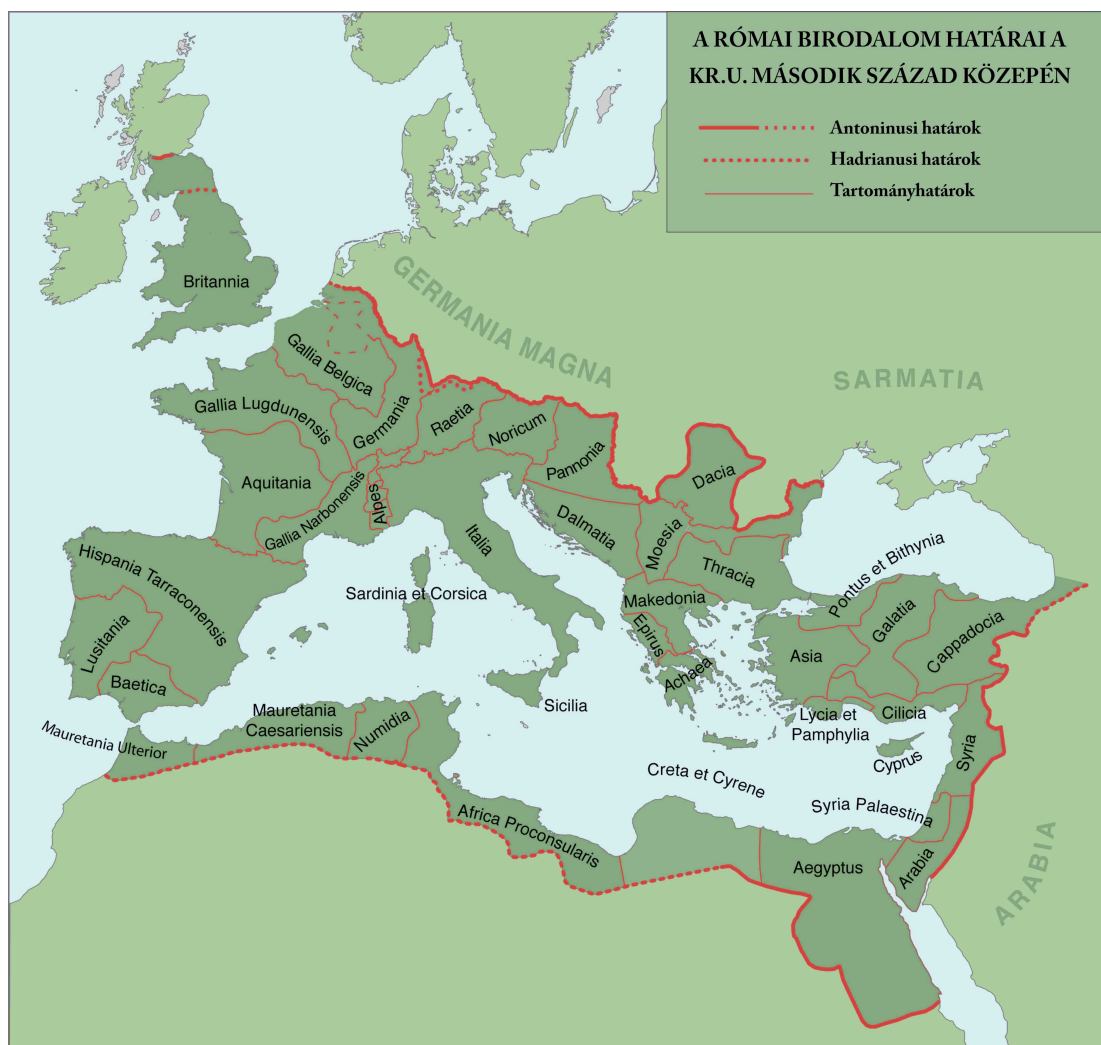 A RÓMAI BIRODALOM HATÁRAI A
KR.U. MÁSODIK SZÁZAD KÖZEPÉN
Antoninusi határok
Hadrianusi határok
Tartományhatárok
Britannia
GERMANIA MAGNA
SARMATIA
Gallia Belgica
Gallia Lugdunensis
Germania
Raetia
Noricum
Pannonia
Dacia
Aquitania
Gallia Narbonensis
Alpes
Italia
Dalmatia
Moesia
Thracia
Pontus et Bithynia
Hispania Tarraconensis
Sardinia et Corsica
Makedonia
Epirus
Achaea
Asia
Galatia
Cappadocia
Lusitania
Baetica
Sicilia
Lycia et
Pamphylia
Cilicia
Cyprus
Syria
Mauretania
Caesariensis
Numidia
Mauretania Ulterior
Creta et Cyrene
Syria Palaestina
Africa Proconsularis
Aegyptus
Arabia
ARABIA